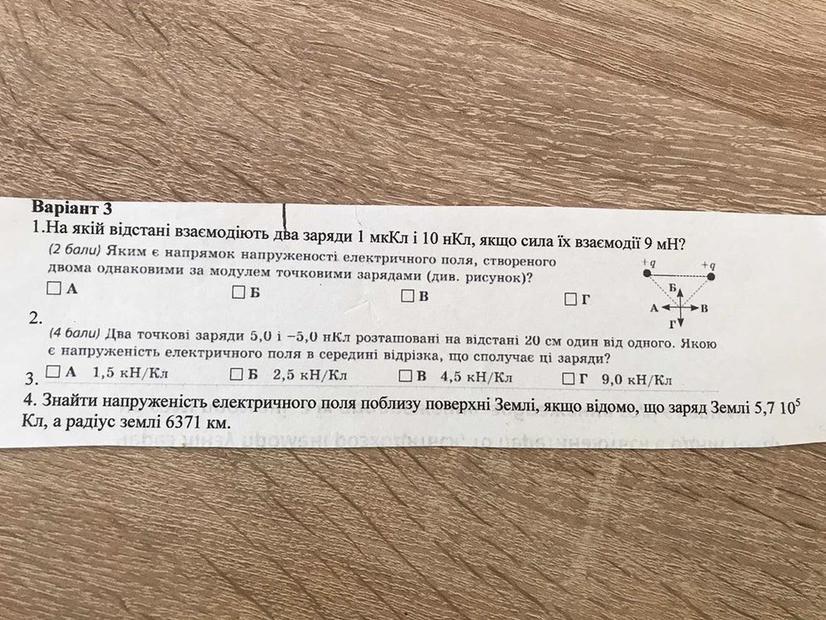 Варіант 3
1.На якій відстані взаємодіють два заряди 1 мкКл і 10 нКл, якщо сила їх взаємодії 9 мН?
(2 бали) Яким є напрямок напруженості електричного поля, створеного
двома однаковими за модулем точковими зарядами (див. рисунок)?
А Б В Г
+q +q
Б
А В
Г
2.
(4 бали) Два точкові заряди 5,0 і −5,0 нКл розташовані на відстані 20 см один від одного. Якою
є напруженість електричного поля в середині відрізка, що сполучає ці заряди?
3. А 1,5 кН/Кл Б 2,5 кН/Кл В 4,5 кН/Кл Г 9,0 кН/Кл
4. Знайти напруженість електричного поля поблизу поверхні Землі, якщо відомо, що заряд Землі 5,7 10⁵
Кл, а радіус землі 6371 км.